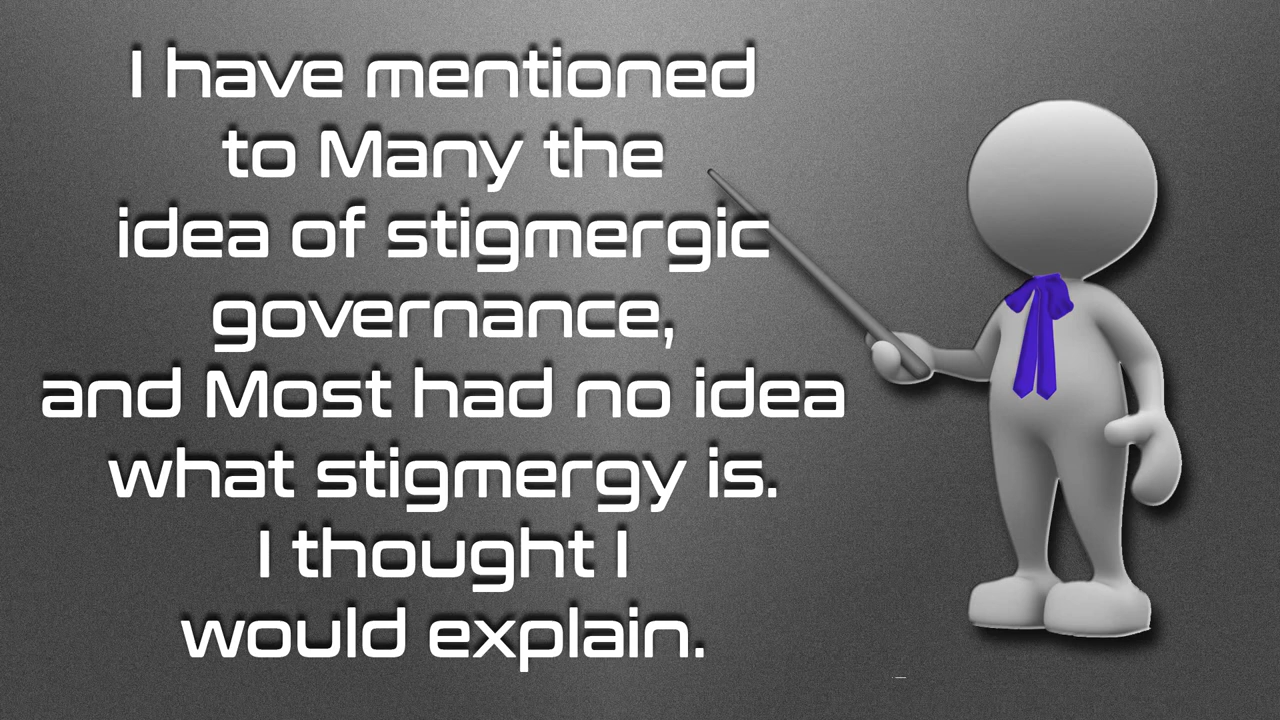 I have mentioned
to Many the
idea of stigmergic
governance,
and Most had no idea
what stigmergy is.
I thought I
would explain.